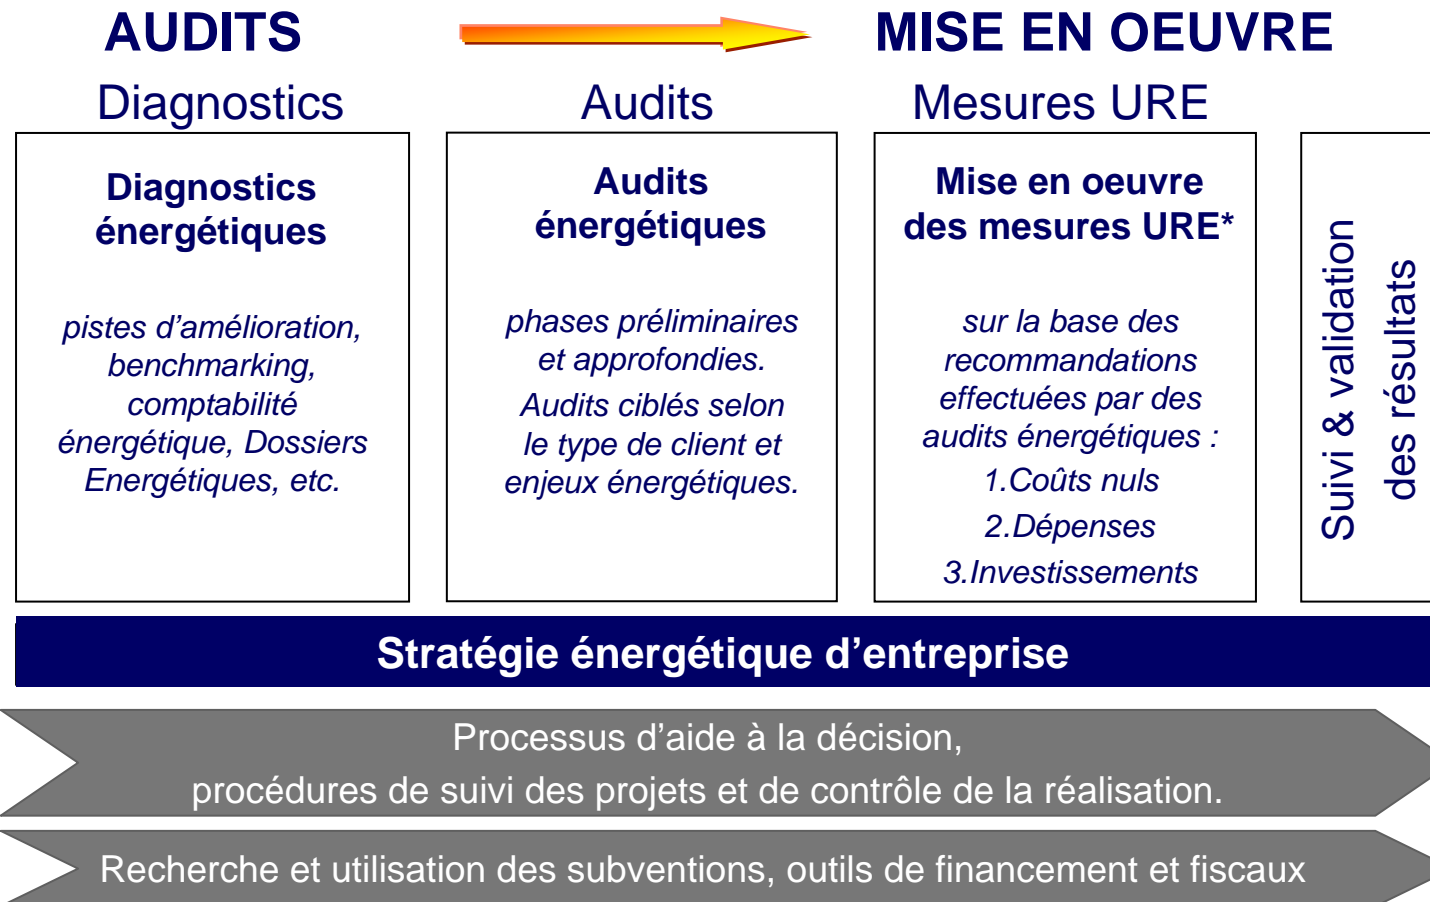 AUDITS
MISE EN OEUVRE
Diagnostics
Audits
Mesures URE
Diagnostics
énergétiques
pistes d’amélioration,
benchmarking,
comptabilité
énergétique, Dossiers
Energétiques, etc.
Audits
énergétiques
phases préliminaires
et approfondies.
Audits ciblés selon
le type de client et
enjeux énergétiques.
Mise en oeuvre
des mesures URE*
sur la base des
recommandations
effectuées par des
audits énergétiques :
1.Coûts nuls
2.Dépenses
3.Investissements
Suivi & validation
des résultats
Stratégie énergétique d’entreprise
Processus d’aide à la décision,
procédures de suivi des projets et de contrôle de la réalisation.
Recherche et utilisation des subventions, outils de financement et fiscaux